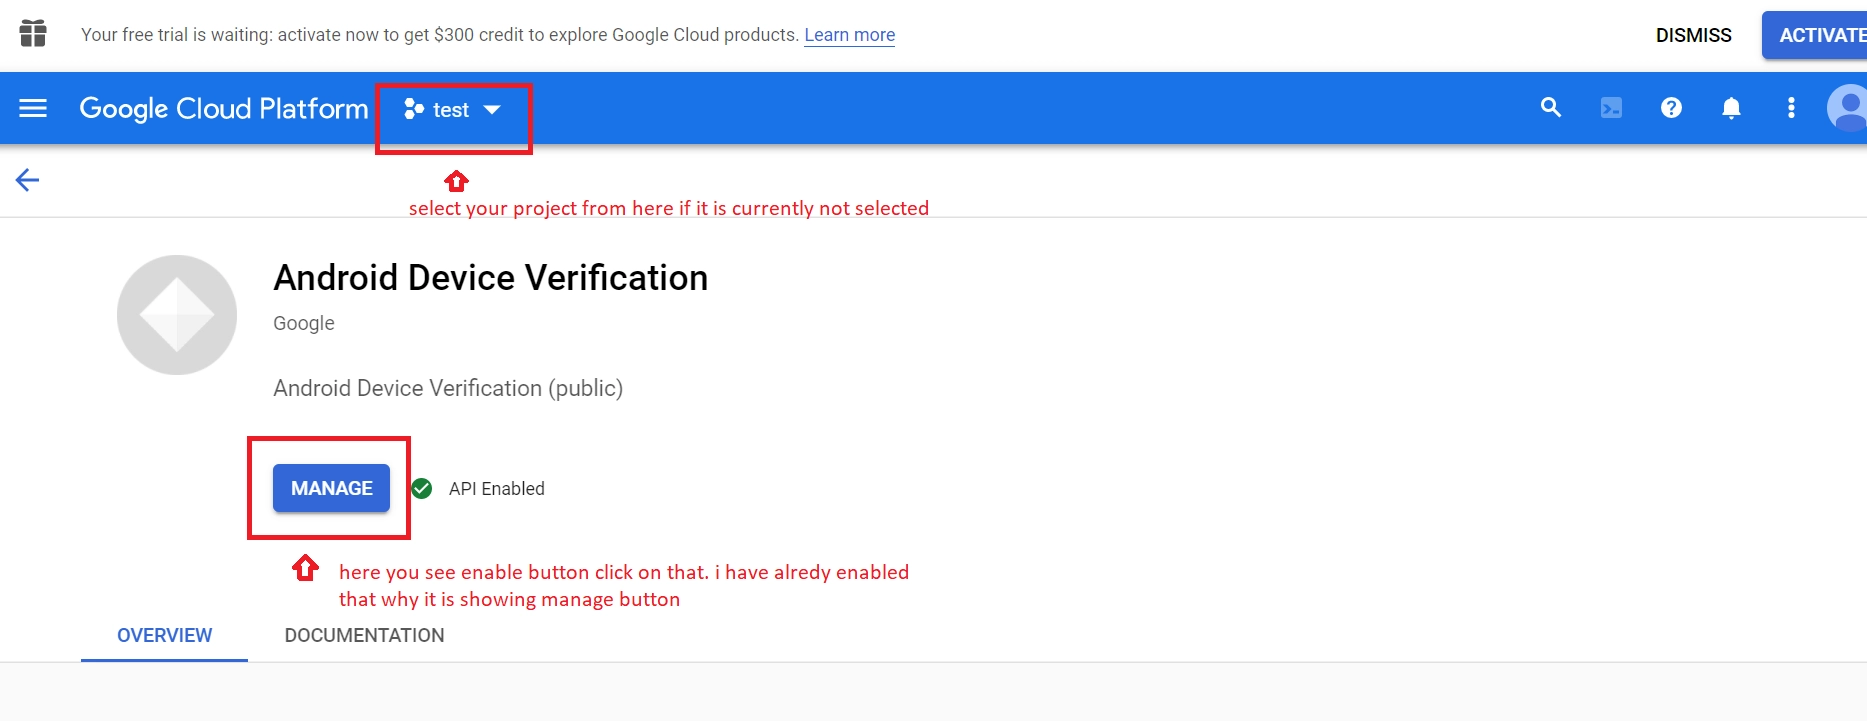 Your free trial is waiting: activate now to get $300 credit to explore Google Cloud products. Learn more
DISMISS
ACTIVATE
Google Cloud Platform
test
select your project from here if it is currently not selected
Android Device Verification
Google
Android Device Verification (public)
MANAGE
API Enabled
here you see enable button click on that. i have alredy enabled
that why it is showing manage button
OVERVIEW
DOCUMENTATION